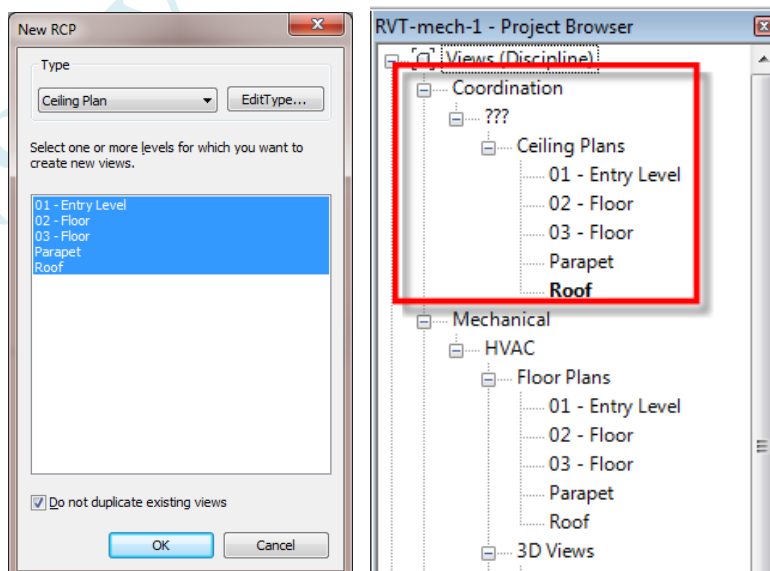 New RCP
Type
Ceiling Plan
EditType...
Select one or more levels for which you want to
create new views.
01 - Entry Level
02 - Floor
03 - Floor
Parapet
Roof
Do not duplicate existing views
OK
Cancel
RVT-mech-1 - Project Browser
Views (Discipline)
Coordination
???
Ceiling Plans
01 - Entry Level
02 - Floor
03 - Floor
Parapet
Roof
Mechanical
HVAC
Floor Plans
01 - Entry Level
02 - Floor
03 - Floor
Parapet
Roof
3D Views